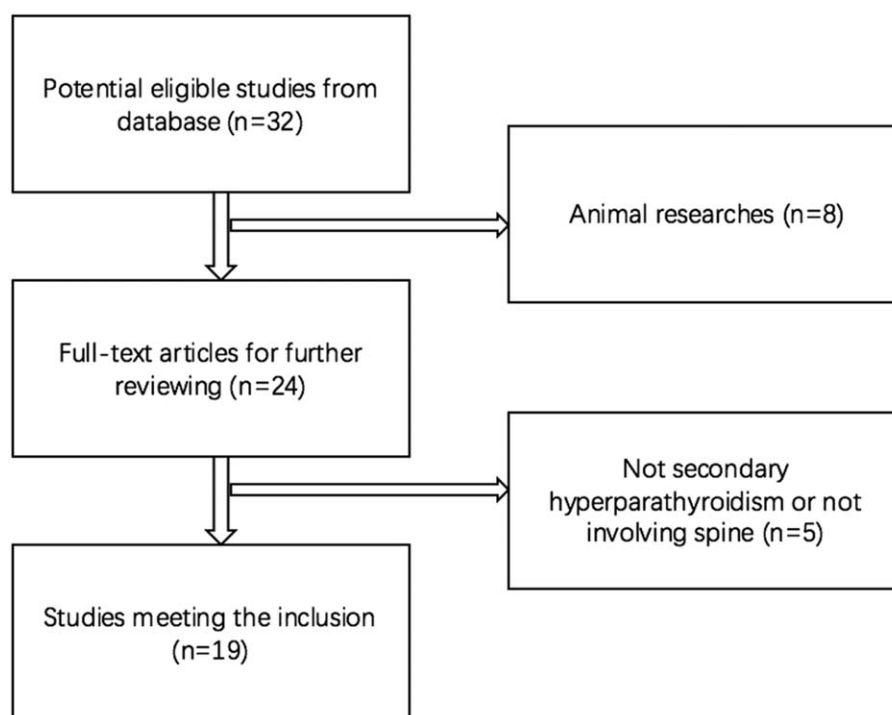 Potential eligible studies from
database (n=32)
Animal researches (n=8)
Full-text articles for further
reviewing (n=24)
Not secondary
hyperparathyroidism or not
involving spine (n=5)
Studies meeting the inclusion
(n=19)